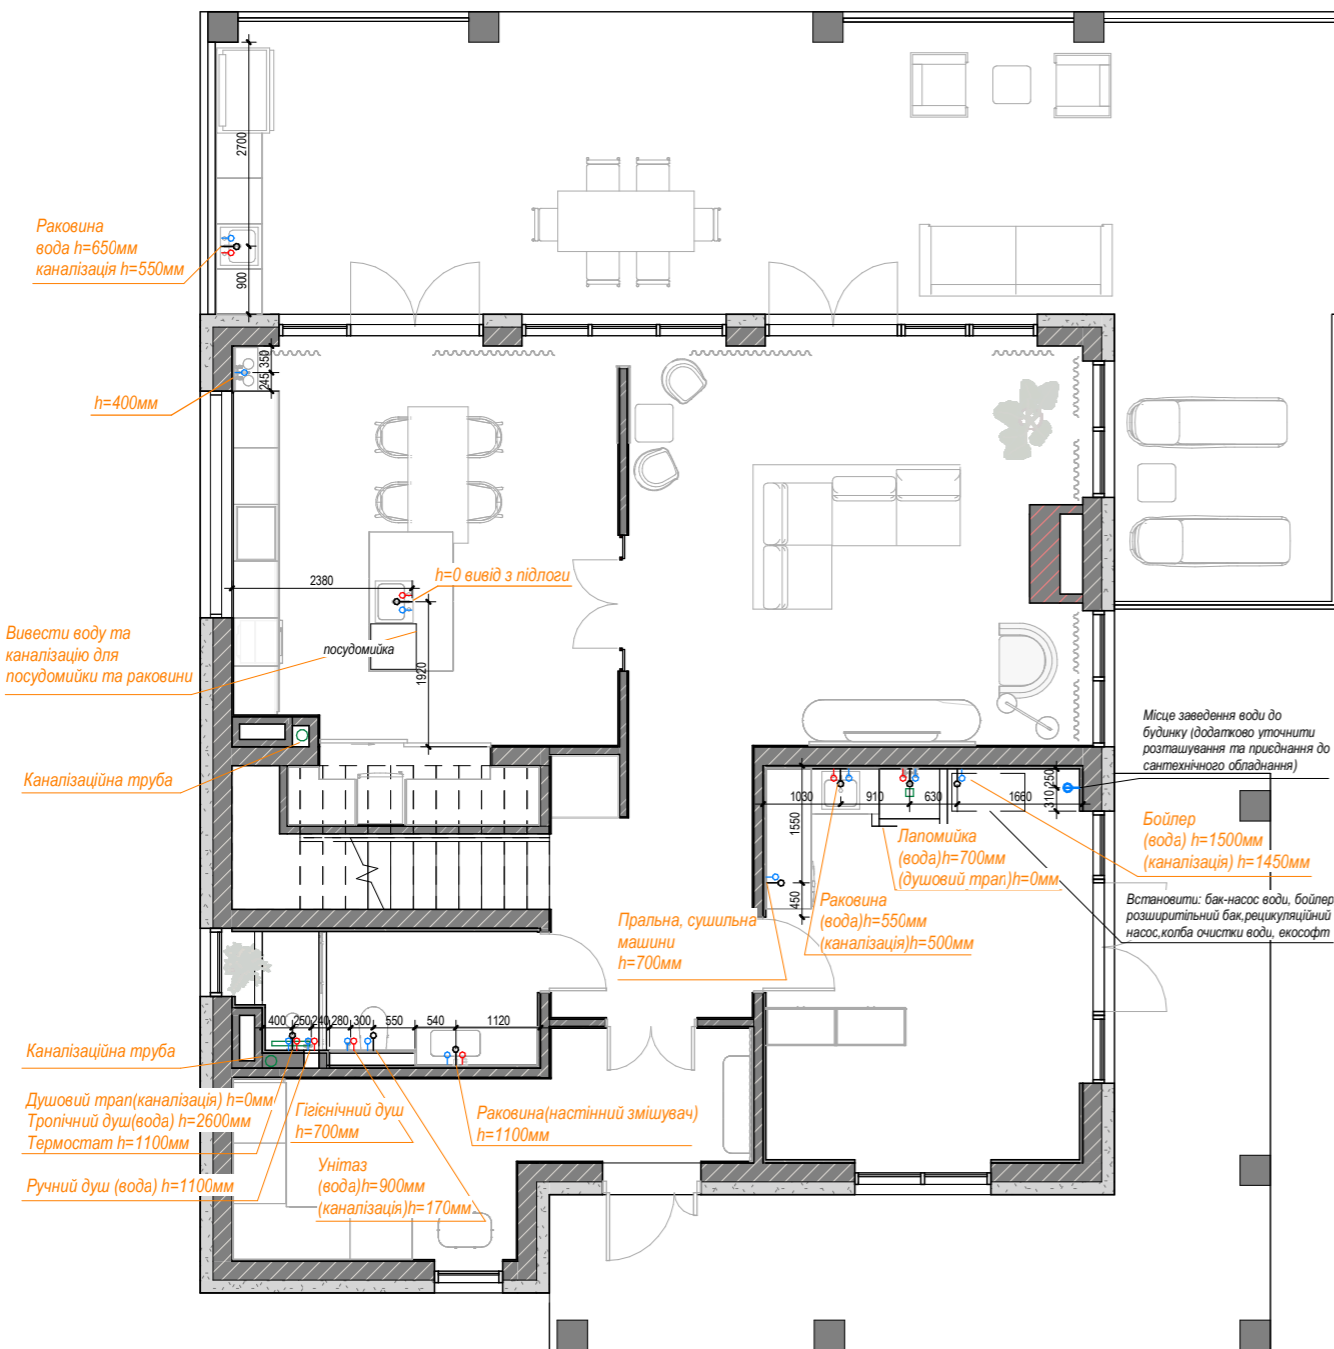 2700
Раковина
вода h=650мм
каналізація h=550мм
900
350
245
h=400мм
2380
h=0 вивід з підлоги
Вивести воду та
каналізацію для
посудомийки та раковини
посудомийка
1920
Каналізаційна труба
Місце заведення води до
будинку (додатково уточнити
розташування та приєднання до
сантехнічного обладнання)
1030
910
630
1660
250
310
1550
450
Лапомийка
(вода)h=700мм
(душовий трап)h=0мм
Бойлер
(вода) h=1500мм
(каналізація) h=1450мм
Раковина
(вода)h=550мм
(каналізація)h=500мм
Пральна, сушильна
машини
h=700мм
Встановити: бак-насос води, бойлер
розширитільний бак,рецикуляційний
насос,колба очистки води, екософт
400
250
240
280
300
550
540
1120
Каналізаційна труба
Душовий трап(каналізація) h=0мм
Тропічний душ(вода) h=2600мм
Термостат h=1100мм
Гігієнічний душ
h=700мм
Раковина(настінний змішувач)
h=1100мм
Ручний душ (вода) h=1100мм
Унітаз
(вода)h=900мм
(каналізація)h=170мм